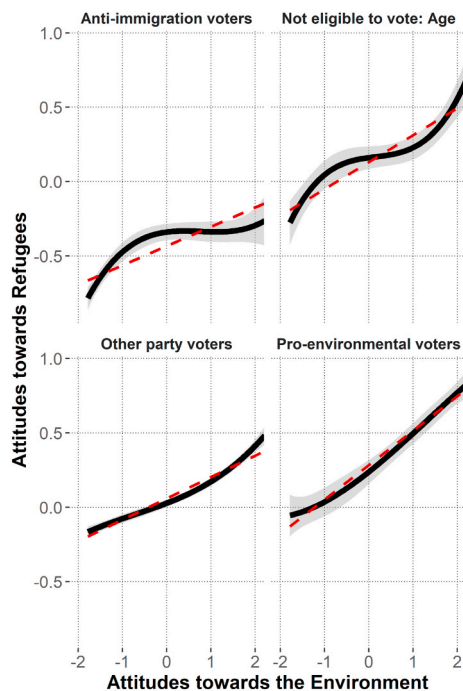 Anti-immigration voters
Not eligible to vote: Age
1.0
0.5
0.0
-0.5
Attitudes towards Refugees
Other party voters
Pro-environmental voters
1.0
0.5
0.0
-0.5
-2 -1 0 1 2
-2 -1 0 1 2
Attitudes towards the Environment